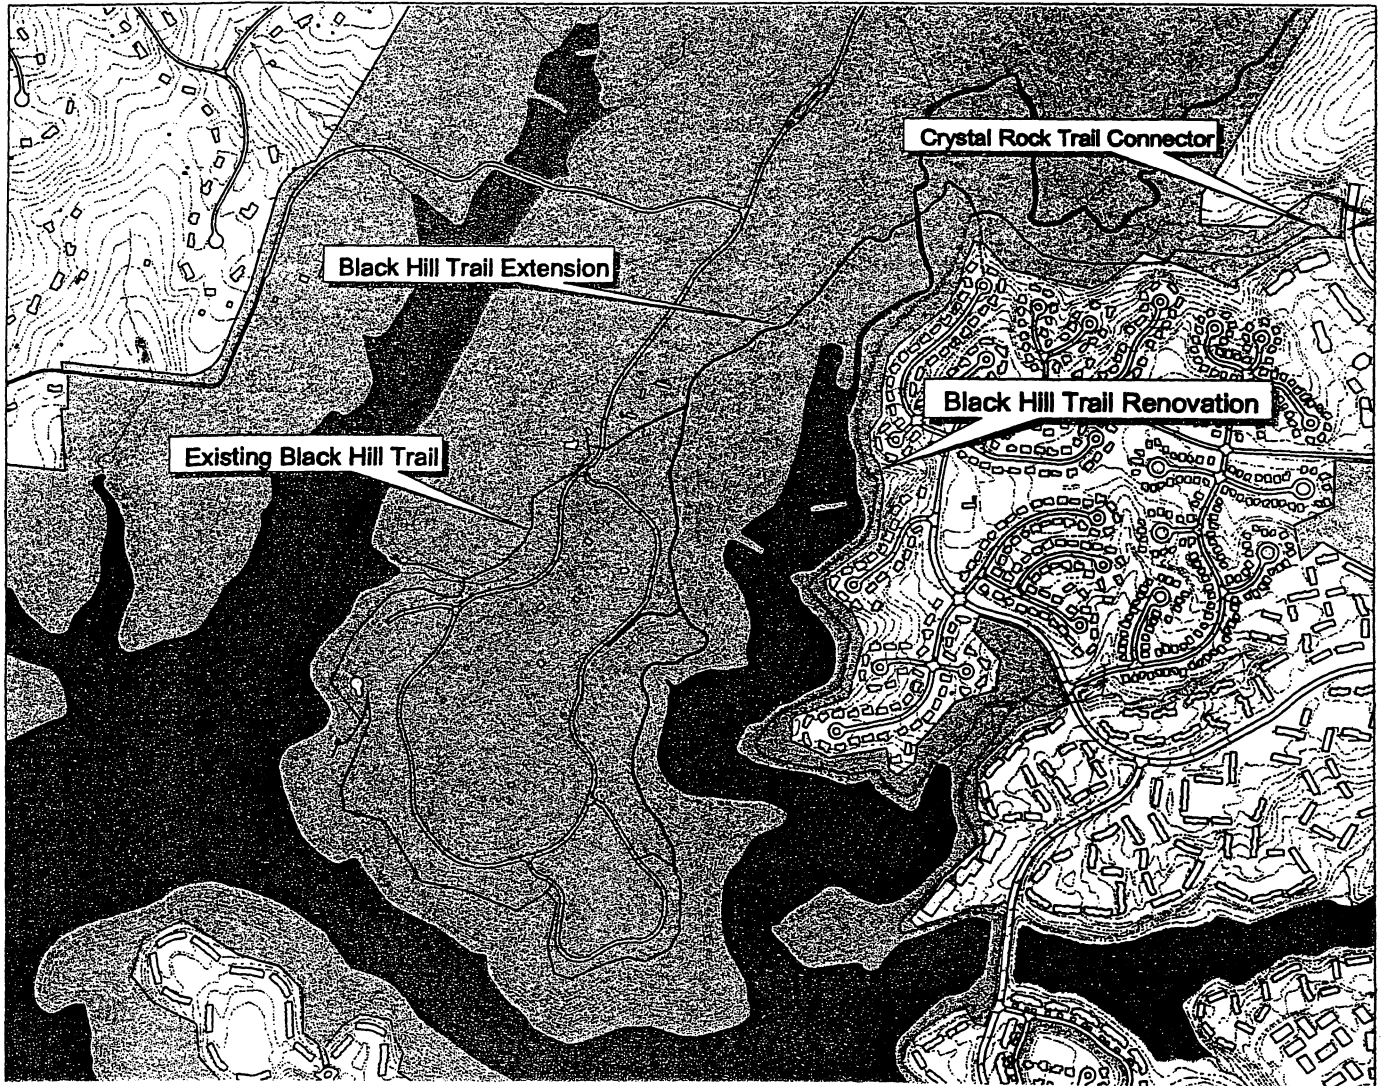 Crystal Rock Trail Connector
Black Hill Trail Extension
Black Hill Trail Renovation
Existing Black Hill Trail